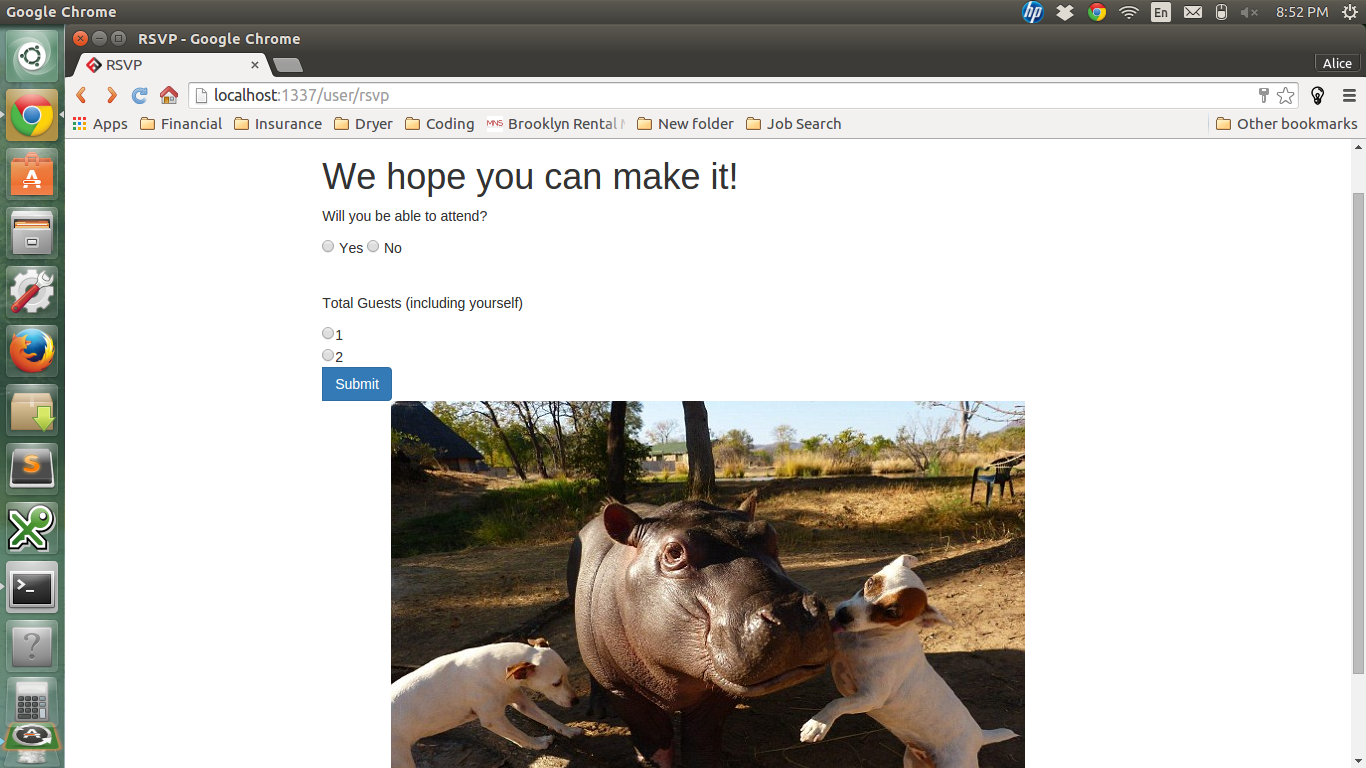 Google Chrome
En
8:52 PM
RSVP - Google Chrome
RSVP
Alice
localhost:1337/user/rsvp
Apps Financial Insurance Dryer Coding MNS Brooklyn Rental New folder Job Search Other bookmarks
We hope you can make it!
Will you be able to attend?
Yes No
Total Guests (including yourself)
1
2
Submit